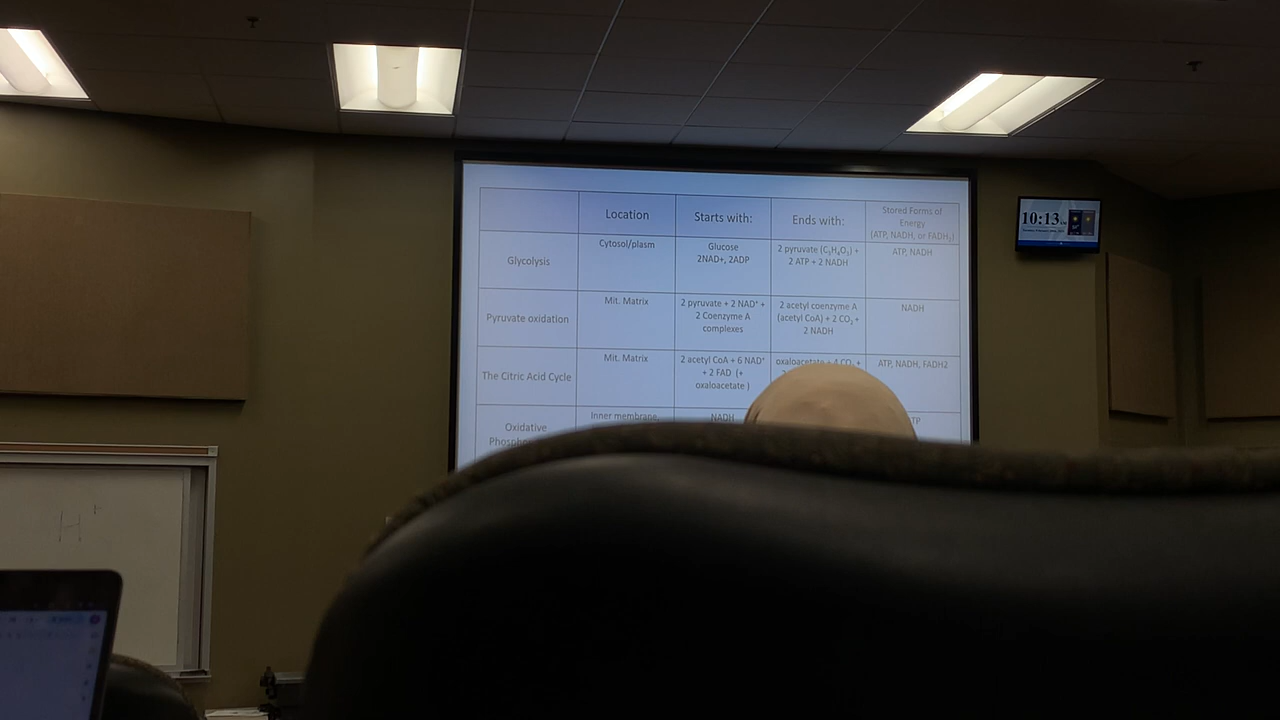 Location
Starts with:
Ends with:
Stored Forms of
Energy
(ATP, NADH, or FADH₂)
Glycolysis
Cytosol/plasm
Glucose
2NAD+, 2ADP
2 pyruvate (C₃H₄O₃) +
2 ATP + 2 NADH
ATP, NADH
Pyruvate oxidation
Mit. Matrix
2 pyruvate + 2 NAD⁺ +
2 Coenzyme A
complexes
2 acetyl coenzyme A
(acetyl CoA) + 2 CO₂ +
2 NADH
NADH
The Citric Acid Cycle
Mit. Matrix
2 acetyl CoA + 6 NAD⁺
+ 2 FAD (+
oxaloacetate )
oxaloacetate + 4 CO₂ +
ATP, NADH, FADH2
Oxidative
Inner membrane,
NADH
10:13
H⁺